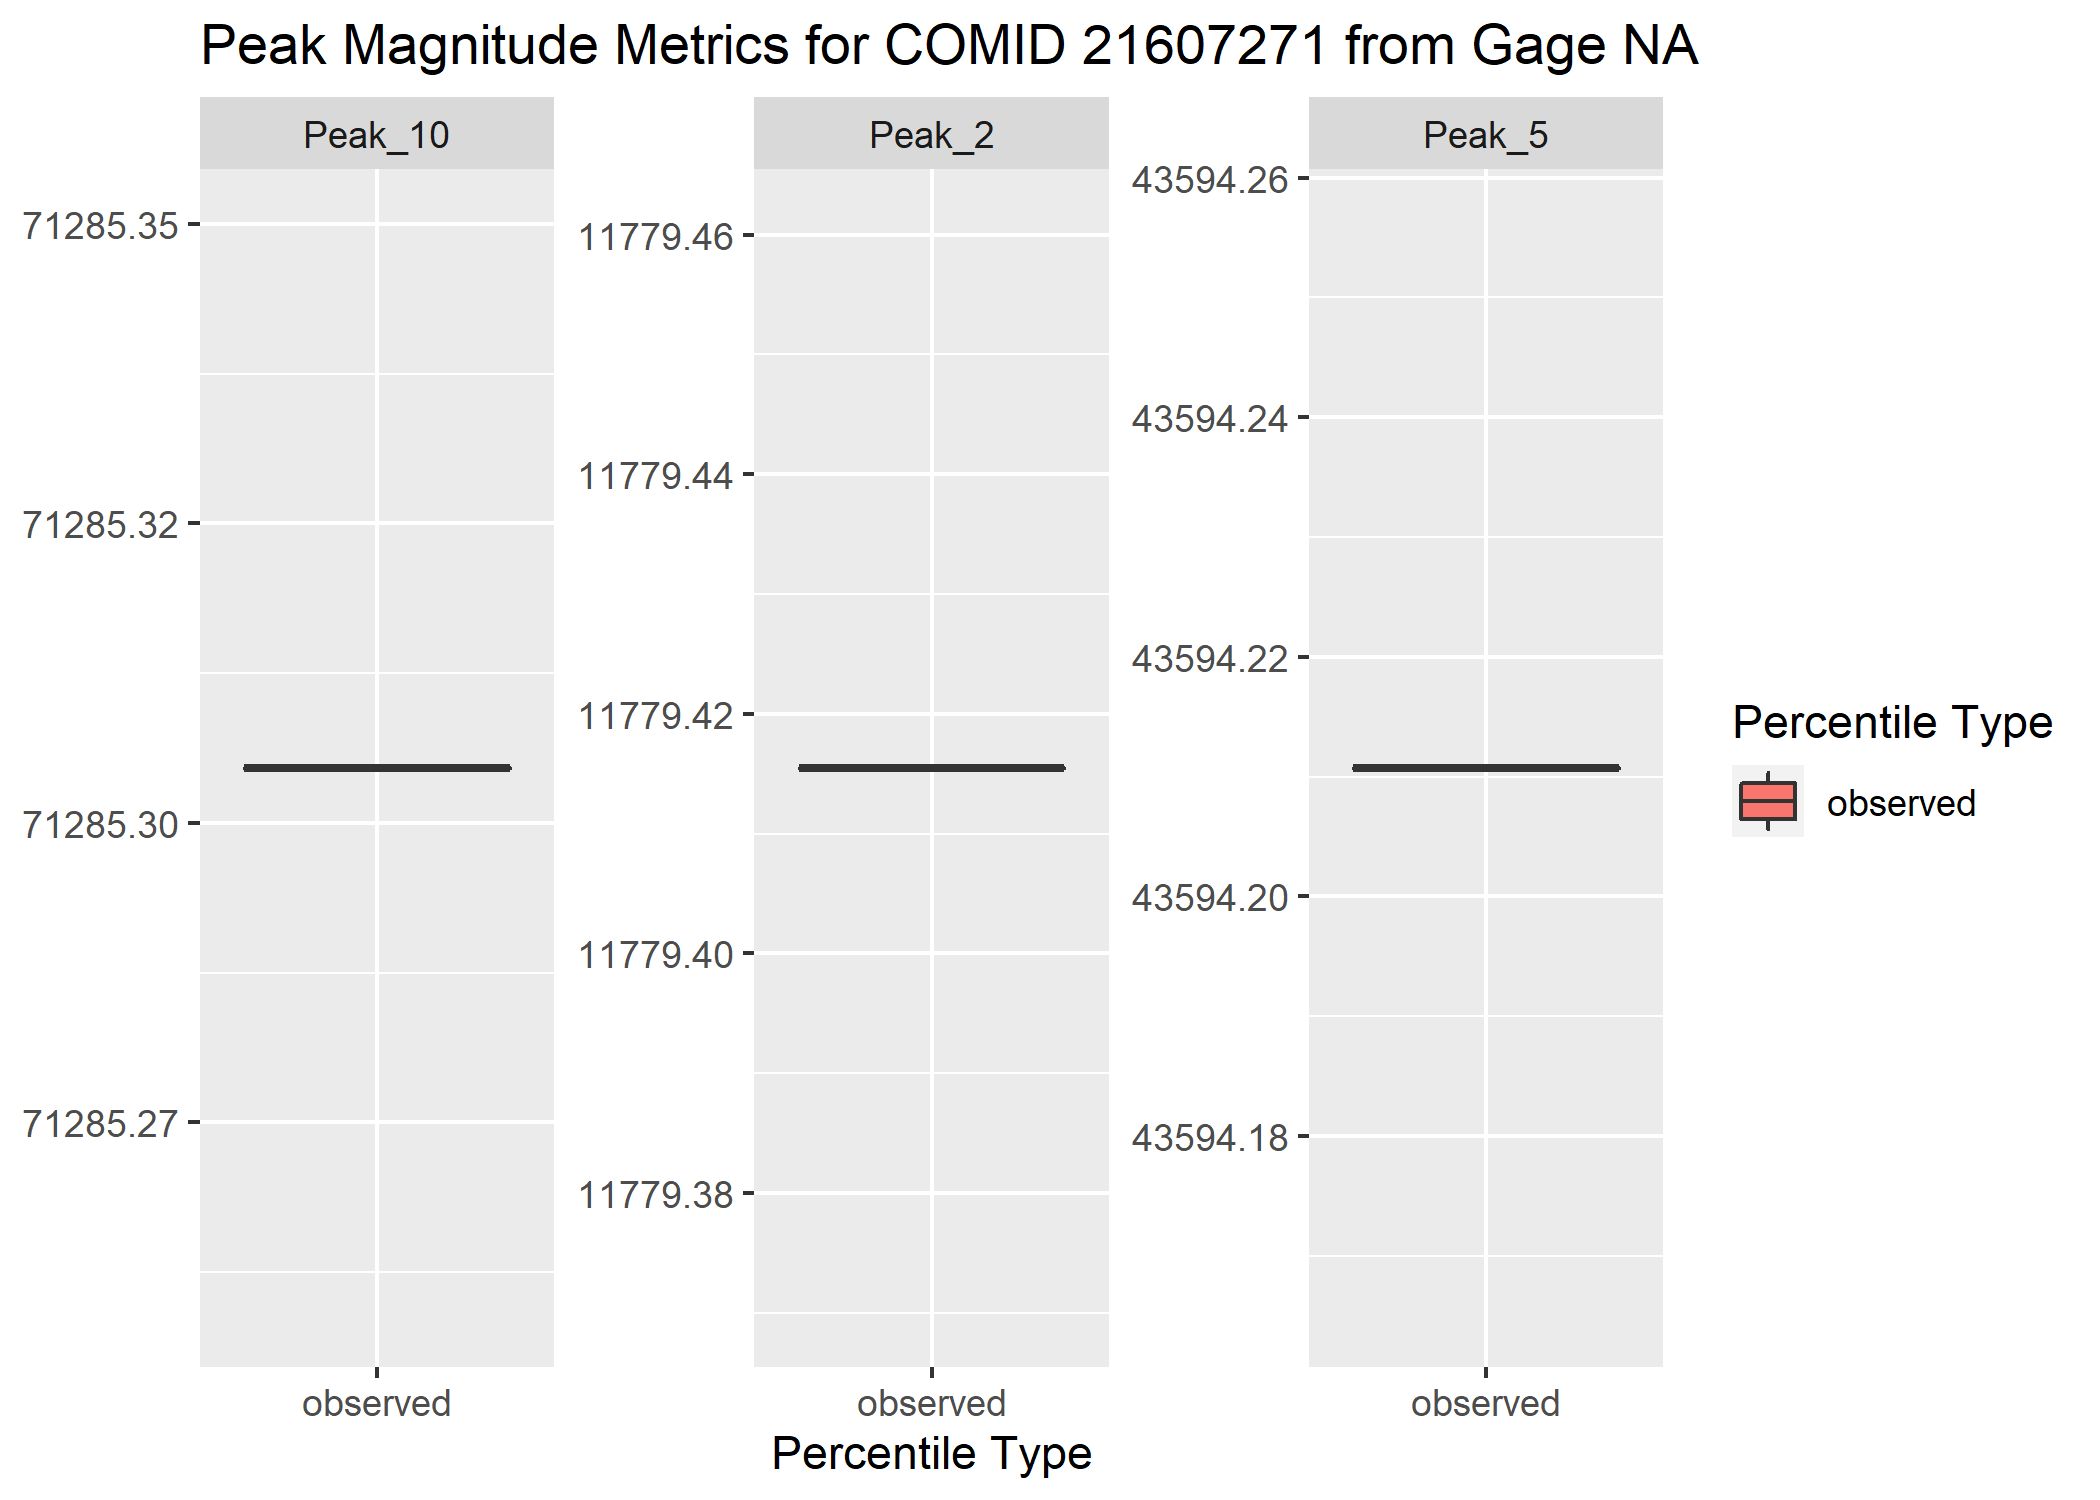 Peak Magnitude Metrics for COMID 21607271 from Gage NA
Peak_10
Peak_2
Peak_5
71285.35
71285.32
71285.30
71285.27
11779.46
11779.44
11779.42
11779.40
11779.38
43594.26
43594.24
43594.22
43594.20
43594.18
observed
observed
observed
Percentile Type
Percentile Type
observed